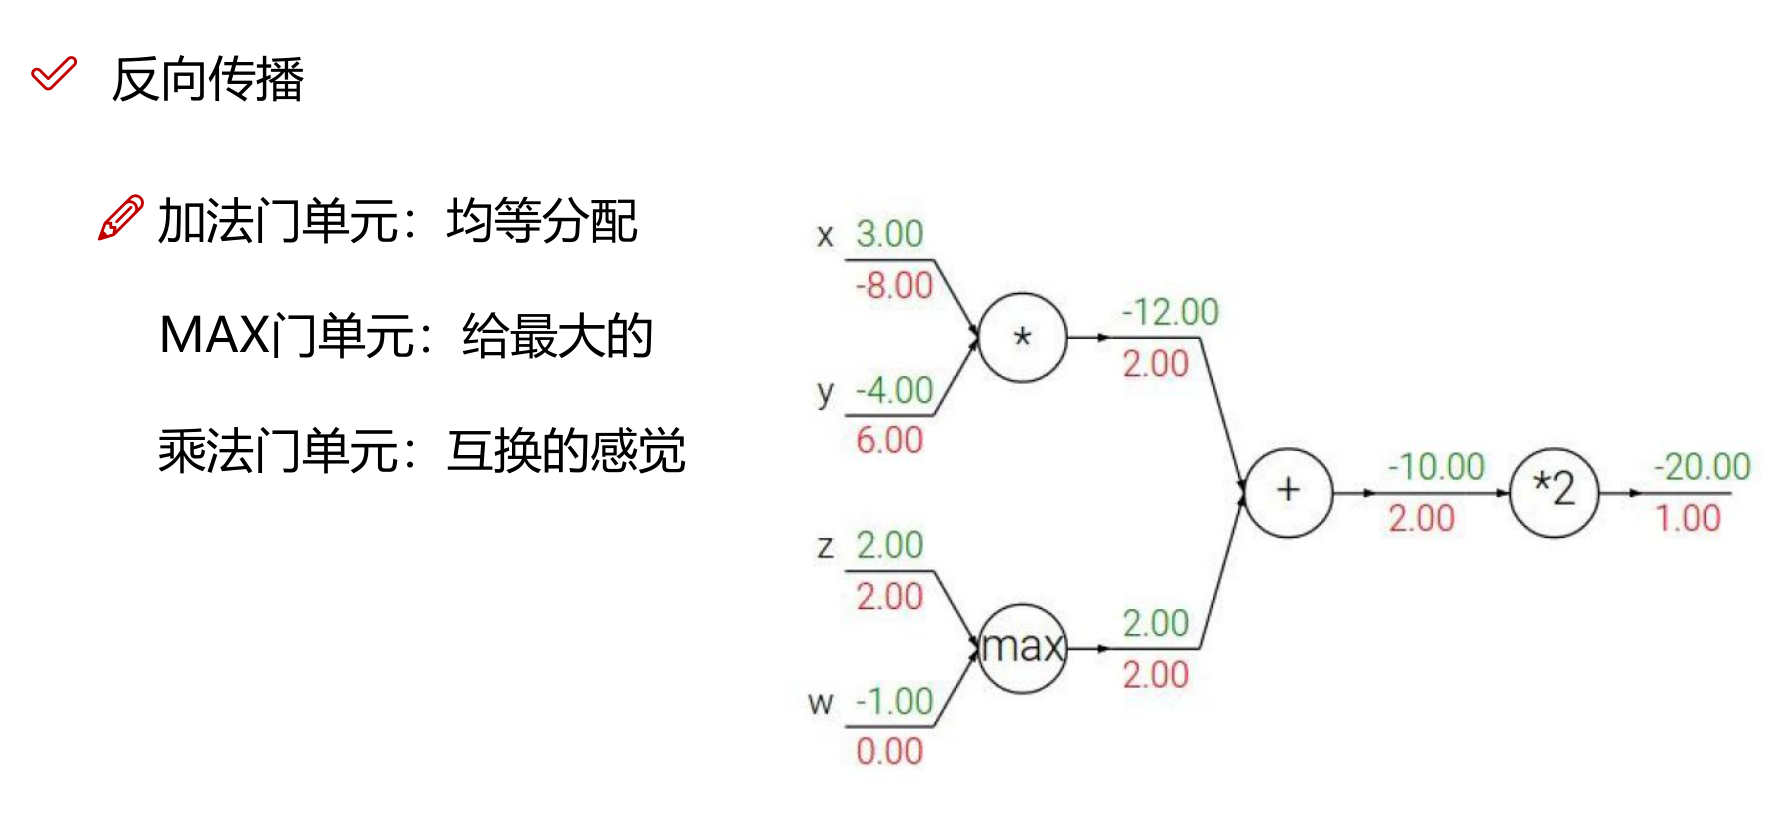 反向传播
加法门单元：均等分配
MAX门单元：给最大的
乘法门单元：互换的感觉
x 3.00
-8.00
*
-12.00
2.00
y -4.00
6.00
+
-10.00
2.00
*2
-20.00
1.00
z 2.00
2.00
max
2.00
2.00
w -1.00
0.00